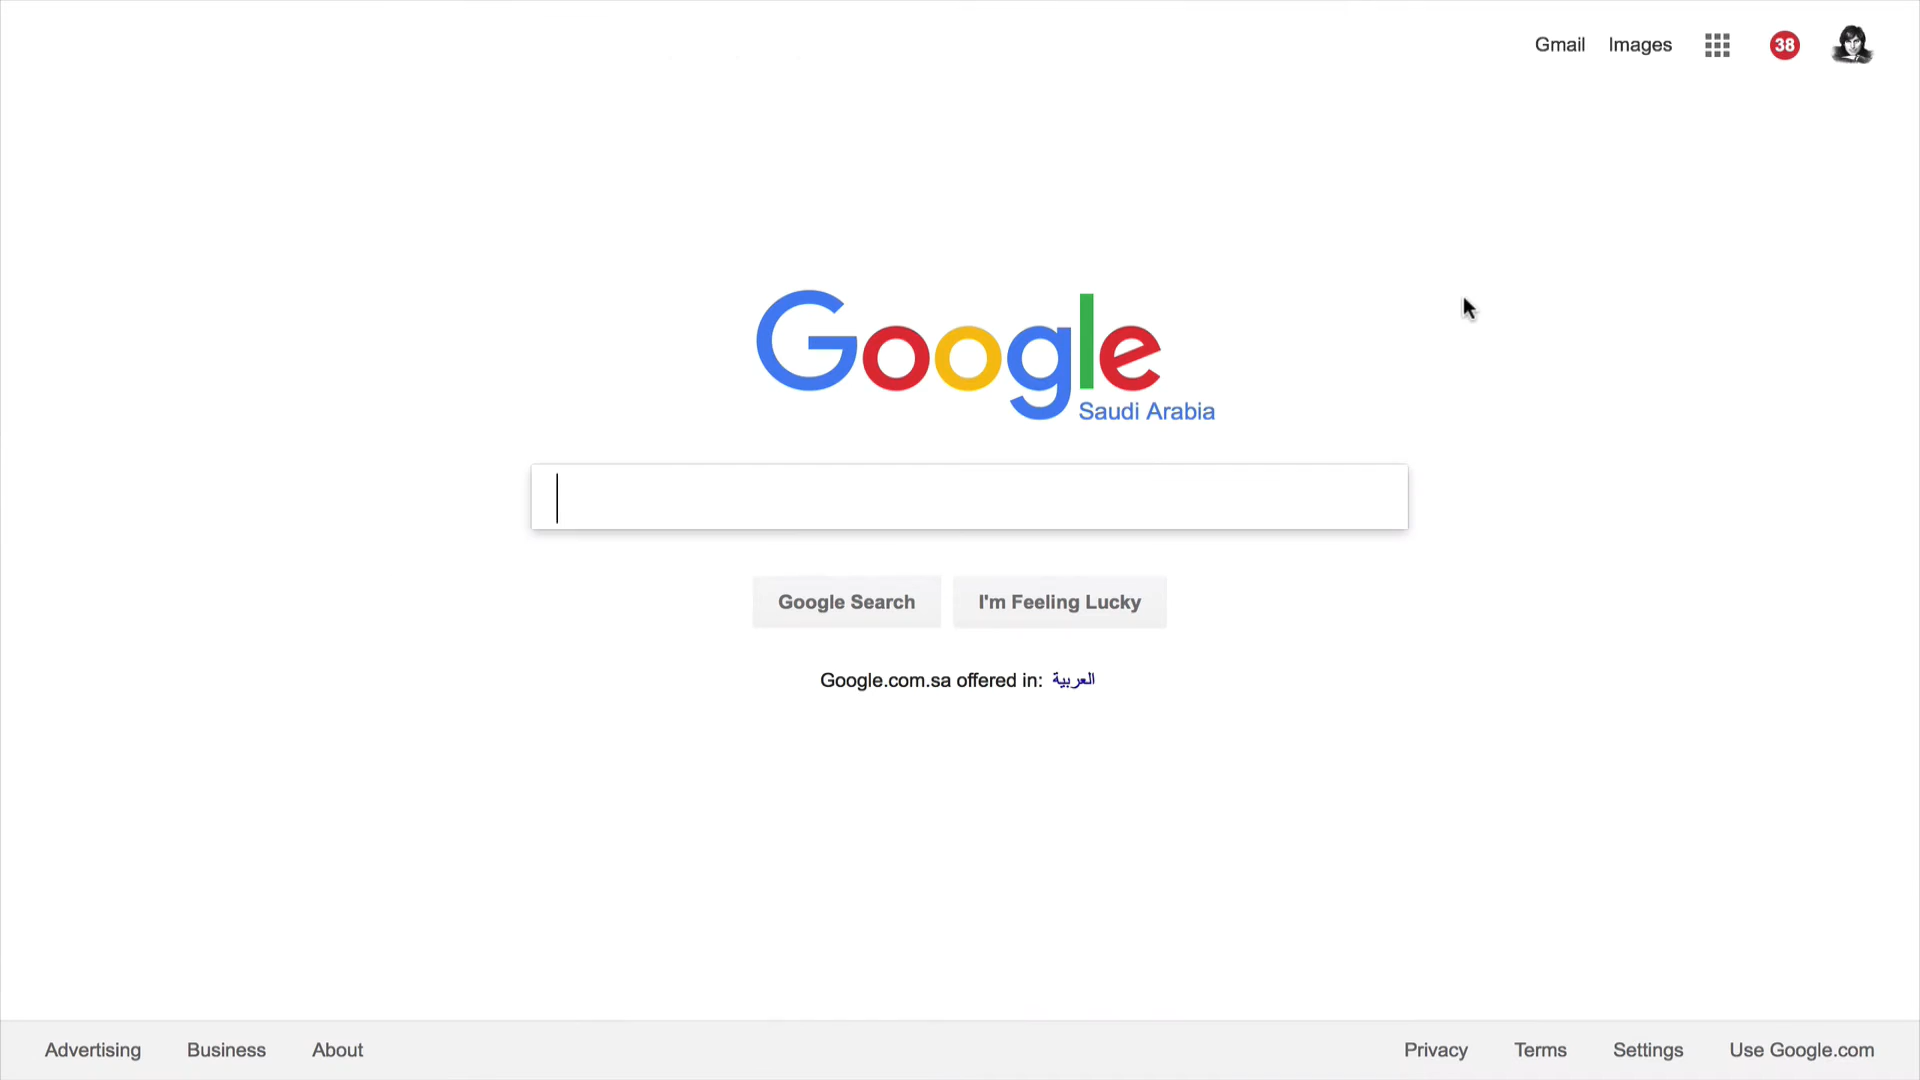 Gmail Images 38
Google
Saudi Arabia
Google Search I'm Feeling Lucky
Google.com.sa offered in: العربية
Advertising Business About Privacy Terms Settings Use Google.com